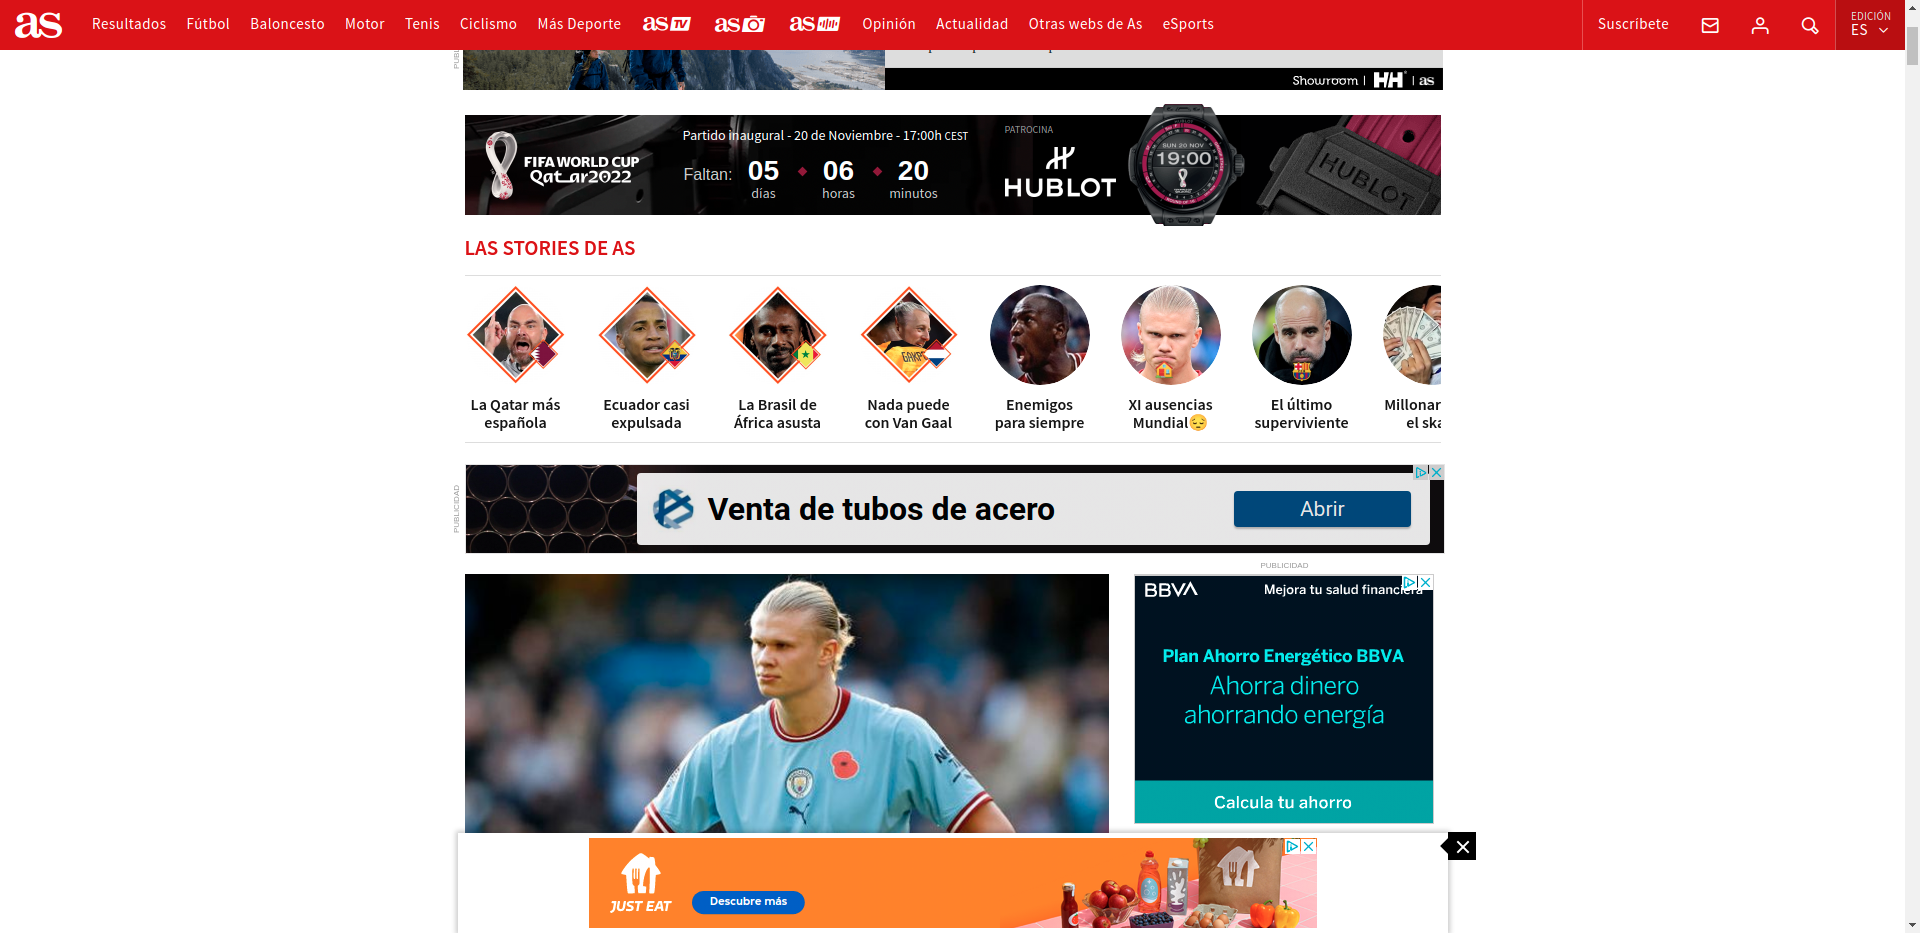 as
Resultados
Fútbol
Baloncesto
Motor
Tenis
Ciclismo
Más Deporte
as TV
as
as
Opinión
Actualidad
Otras webs de As
eSports
Suscríbete
EDICIÓN
ES
Showroom | HH | as
FIFA WORLD CUP
Qatar2022
Partido inaugural - 20 de Noviembre - 17:00h CEST
Faltan:
05
días
06
horas
20
minutos
PATROCINA
HUBLOT
HUBLOT
SUN 20 NOV
19:00
HUBLOT
LAS STORIES DE AS
La Qatar más
española
Ecuador casi
expulsada
La Brasil de
África asusta
GAKPO
Nada puede
con Van Gaal
Enemigos
para siempre
XI ausencias
Mundial😔
El último
superviviente
Millonar
el ska
PUBLICIDAD
Venta de tubos de acero
Abrir
PUBLICIDAD
BBVA
Mejora tu salud financiera
Plan Ahorro Energético BBVA
Ahorra dinero
ahorrando energía
Calcula tu ahorro
JUST EAT
Descubre más